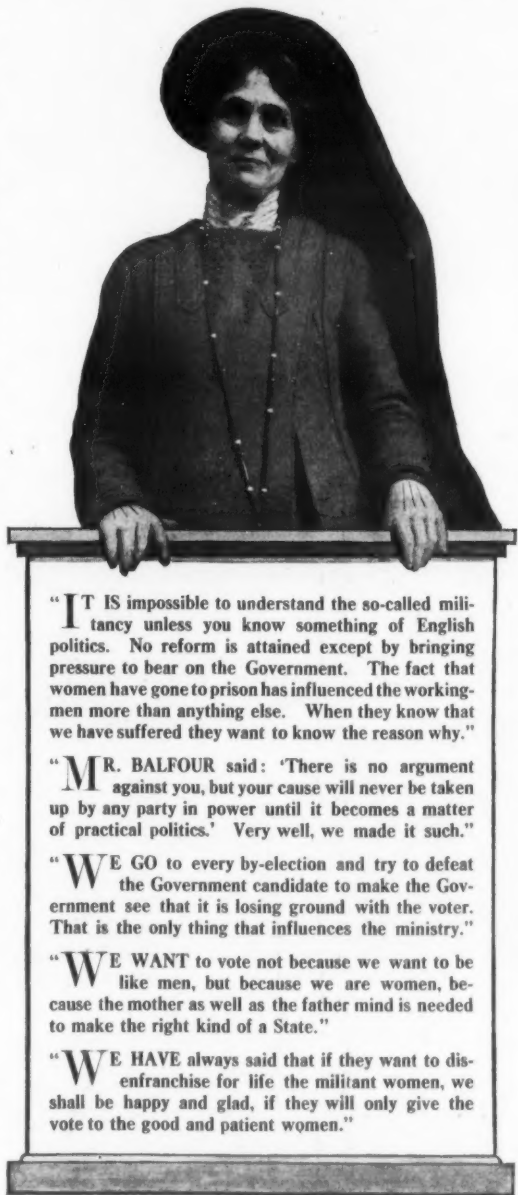 “IT IS impossible to understand the so-called mili-
tancy unless you know something of English
politics. No reform is attained except by bringing
pressure to bear on the Government. The fact that
women have gone to prison has influenced the working-
men more than anything else. When they know that
we have suffered they want to know the reason why.”
“MR. BALFOUR said: ‘There is no argument
against you, but your cause will never be taken
up by any party in power until it becomes a matter
of practical politics.’ Very well, we made it such.”
“WE GO to every by-election and try to defeat
the Government candidate to make the Gov-
ernment see that it is losing ground with the voter.
That is the only thing that influences the ministry.”
“WE WANT to vote not because we want to be
like men, but because we are women, be-
cause the mother as well as the father mind is needed
to make the right kind of a State.”
“WE HAVE always said that if they want to dis-
enfranchise for life the militant women, we
shall be happy and glad, if they will only give the
vote to the good and patient women.”